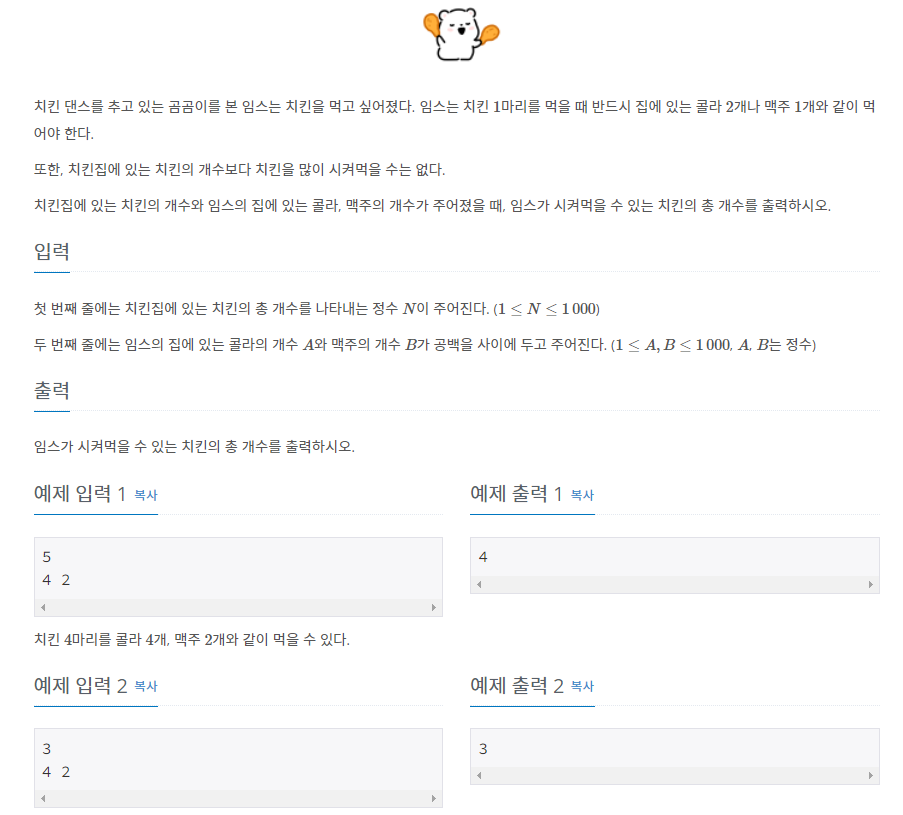 치킨 댄스를 추고 있는 곰곰이를 본 임스는 치킨을 먹고 싶어졌다. 임스는 치킨 1마리를 먹을 때 반드시 집에 있는 콜라 2개나 맥주 1개와 같이 먹
어야 한다.
또한, 치킨집에 있는 치킨의 개수보다 치킨을 많이 시켜먹을 수는 없다.
치킨집에 있는 치킨의 개수와 임스의 집에 있는 콜라, 맥주의 개수가 주어졌을 때, 임스가 시켜먹을 수 있는 치킨의 총 개수를 출력하시오.
입력
첫 번째 줄에는 치킨집에 있는 치킨의 총 개수를 나타내는 정수 N이 주어진다. (1 ≤ N ≤ 1 000)
두 번째 줄에는 임스의 집에 있는 콜라의 개수 A와 맥주의 개수 B가 공백을 사이에 두고 주어진다. (1 ≤ A, B ≤ 1 000, A, B는 정수)
출력
임스가 시켜먹을 수 있는 치킨의 총 개수를 출력하시오.
예제 입력 1 복사
5
4 2
예제 출력 1 복사
4
치킨 4마리를 콜라 4개, 맥주 2개와 같이 먹을 수 있다.
예제 입력 2 복사
3
4 2
예제 출력 2 복사
3